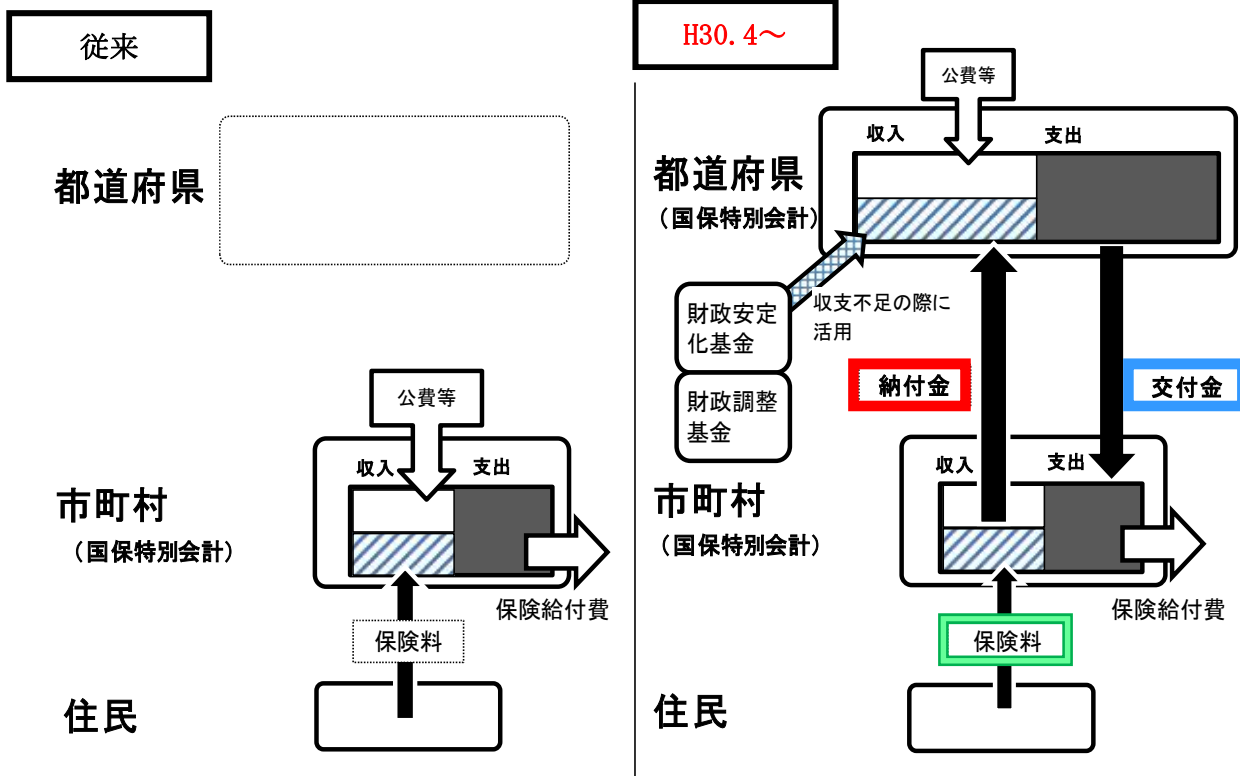 従来
都道府県
公費等
収入
支出
市町村
（国保特別会計）
保険給付費
保険料
住民
H30.4～
公費等
収入
支出
都道府県
（国保特別会計）
財政安定
化基金
収支不足の際に
活用
財政調整
基金
納付金
交付金
収入
支出
市町村
（国保特別会計）
保険給付費
保険料
住民